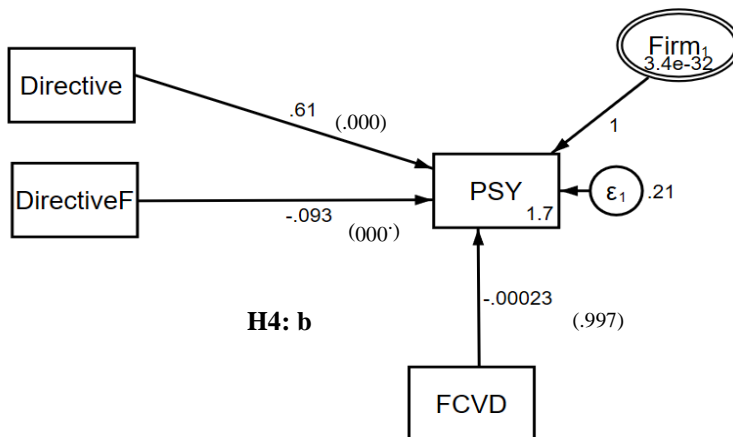 Firm₁
3.4e-32
Directive
.61
(.000)
1
DirectiveF
-.093
(000.)
PSY
1.7
ε₁
.21
-.00023
(.997)
H4: b
FCVD